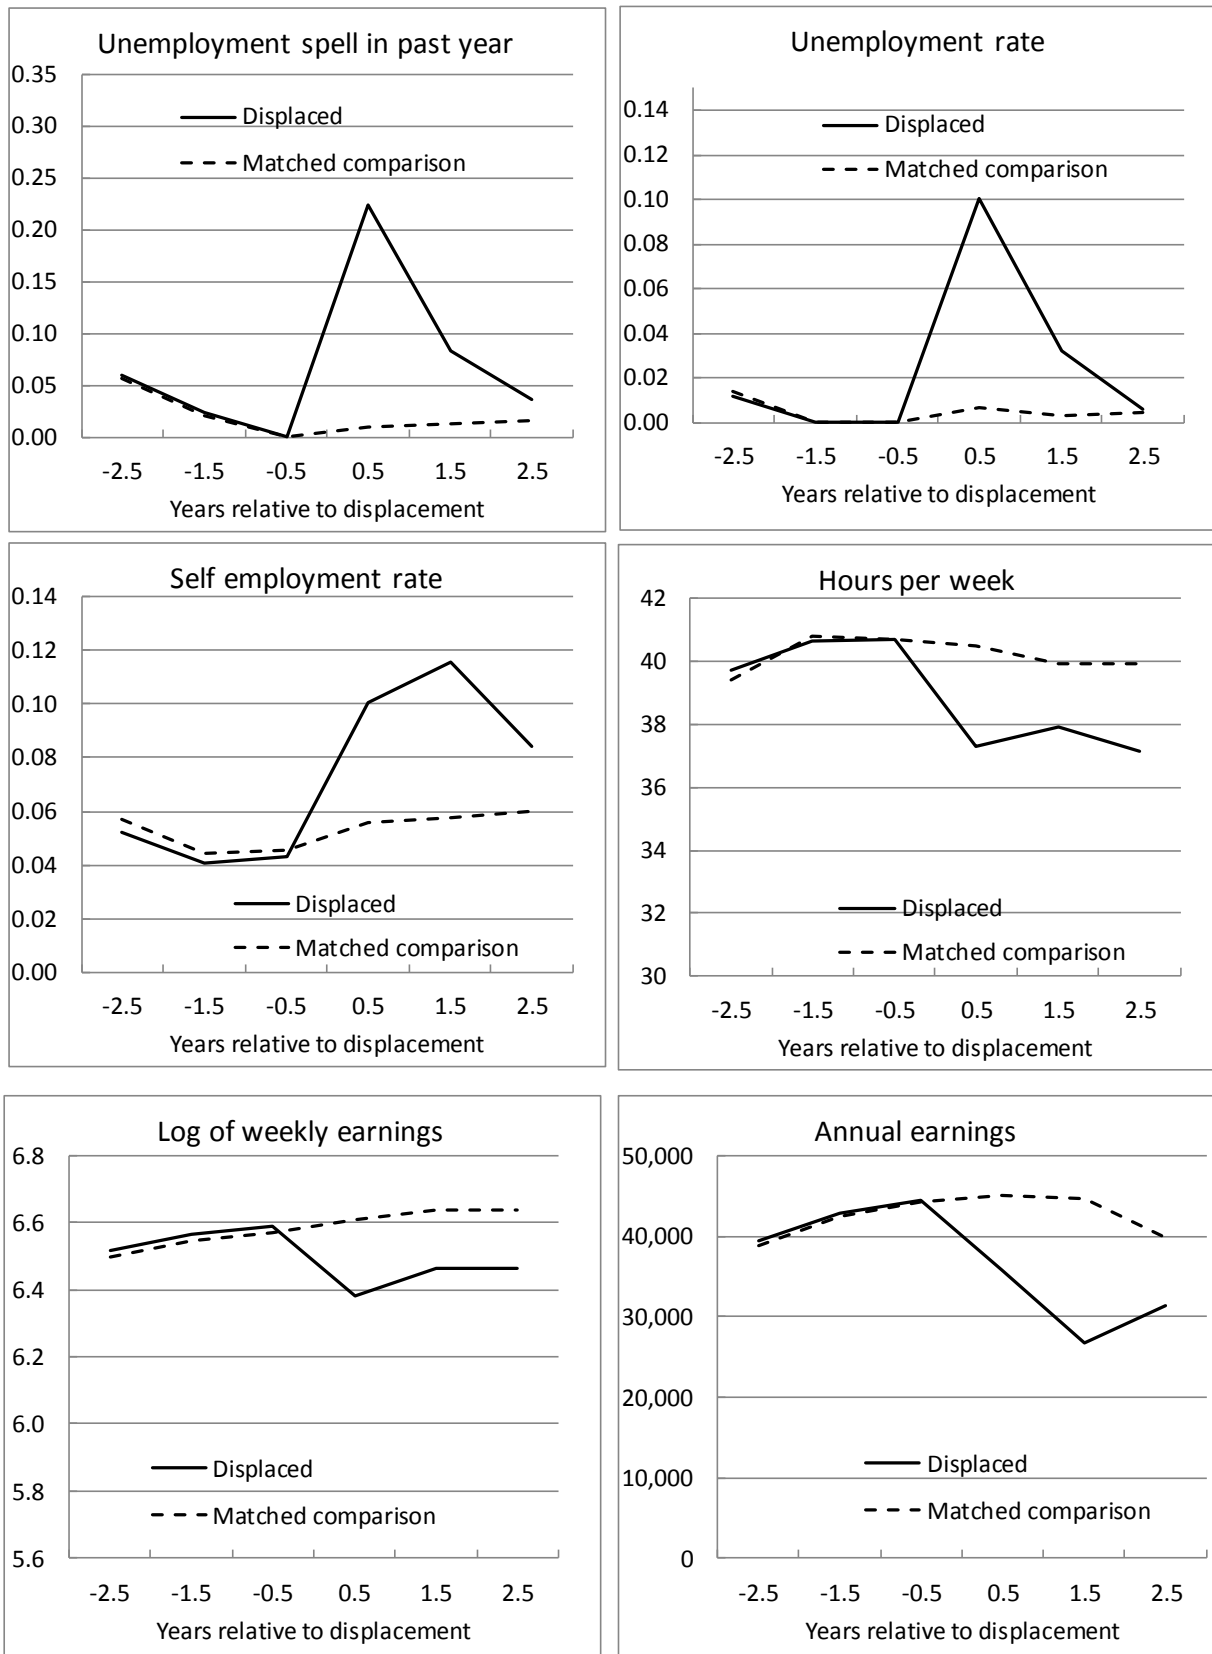 Unemployment spell in past year
0.35
0.30
0.25
0.20
0.15
0.10
0.05
0.00
Displaced
Matched comparison
-2.5 -1.5 -0.5 0.5 1.5 2.5
Years relative to displacement
Unemployment rate
0.14
0.12
0.10
0.08
0.06
0.04
0.02
0.00
Displaced
Matched comparison
-2.5 -1.5 -0.5 0.5 1.5 2.5
Years relative to displacement
Self employment rate
0.14
0.12
0.10
0.08
0.06
0.04
0.02
0.00
Displaced
Matched comparison
-2.5 -1.5 -0.5 0.5 1.5 2.5
Years relative to displacement
Hours per week
42
40
38
36
34
32
30
Displaced
Matched comparison
-2.5 -1.5 -0.5 0.5 1.5 2.5
Years relative to displacement
Log of weekly earnings
6.8
6.6
6.4
6.2
6.0
5.8
5.6
Displaced
Matched comparison
-2.5 -1.5 -0.5 0.5 1.5 2.5
Years relative to displacement
Annual earnings
50,000
40,000
30,000
20,000
10,000
0
Displaced
Matched comparison
-2.5 -1.5 -0.5 0.5 1.5 2.5
Years relative to displacement